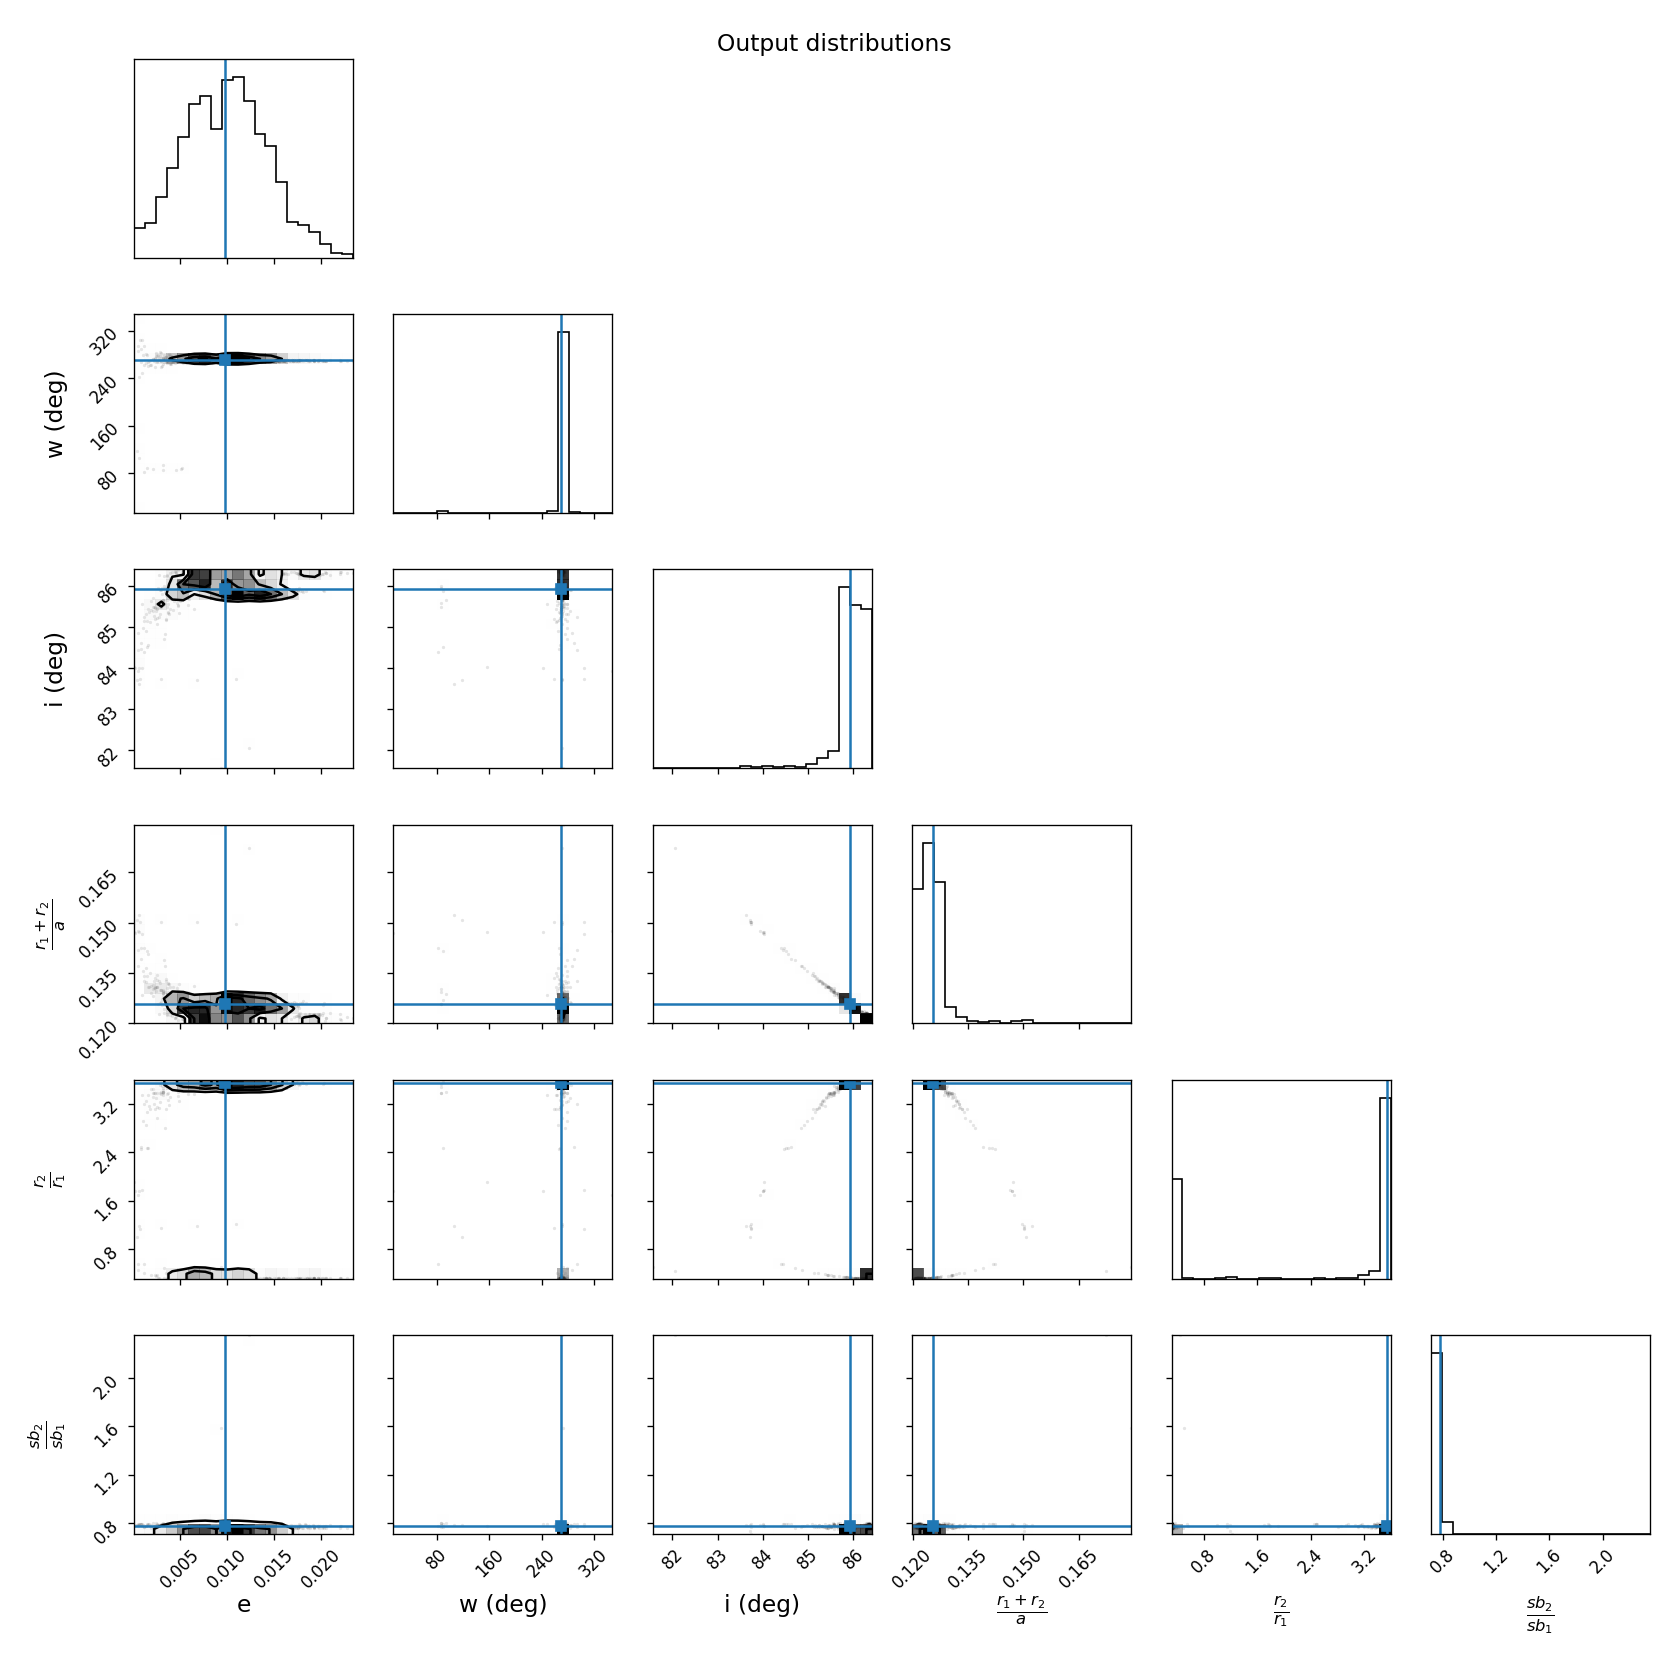 Output distributions
w (deg)
320
240
160
80
i (deg)
86
85
84
83
82
r₁ + r₂
a
0.165
0.150
0.135
0.120
r₂
r₁
3.2
2.4
1.6
0.8
sb₂
sb₁
2.0
1.6
1.2
0.8
0.005 0.010 0.015 0.020
80 160 240 320
82 83 84 85 86
0.120 0.135 0.150 0.165
0.8 1.6 2.4 3.2
0.8 1.2 1.6 2.0
e
w (deg)
i (deg)
r₁ + r₂
a
r₂
r₁
sb₂
sb₁